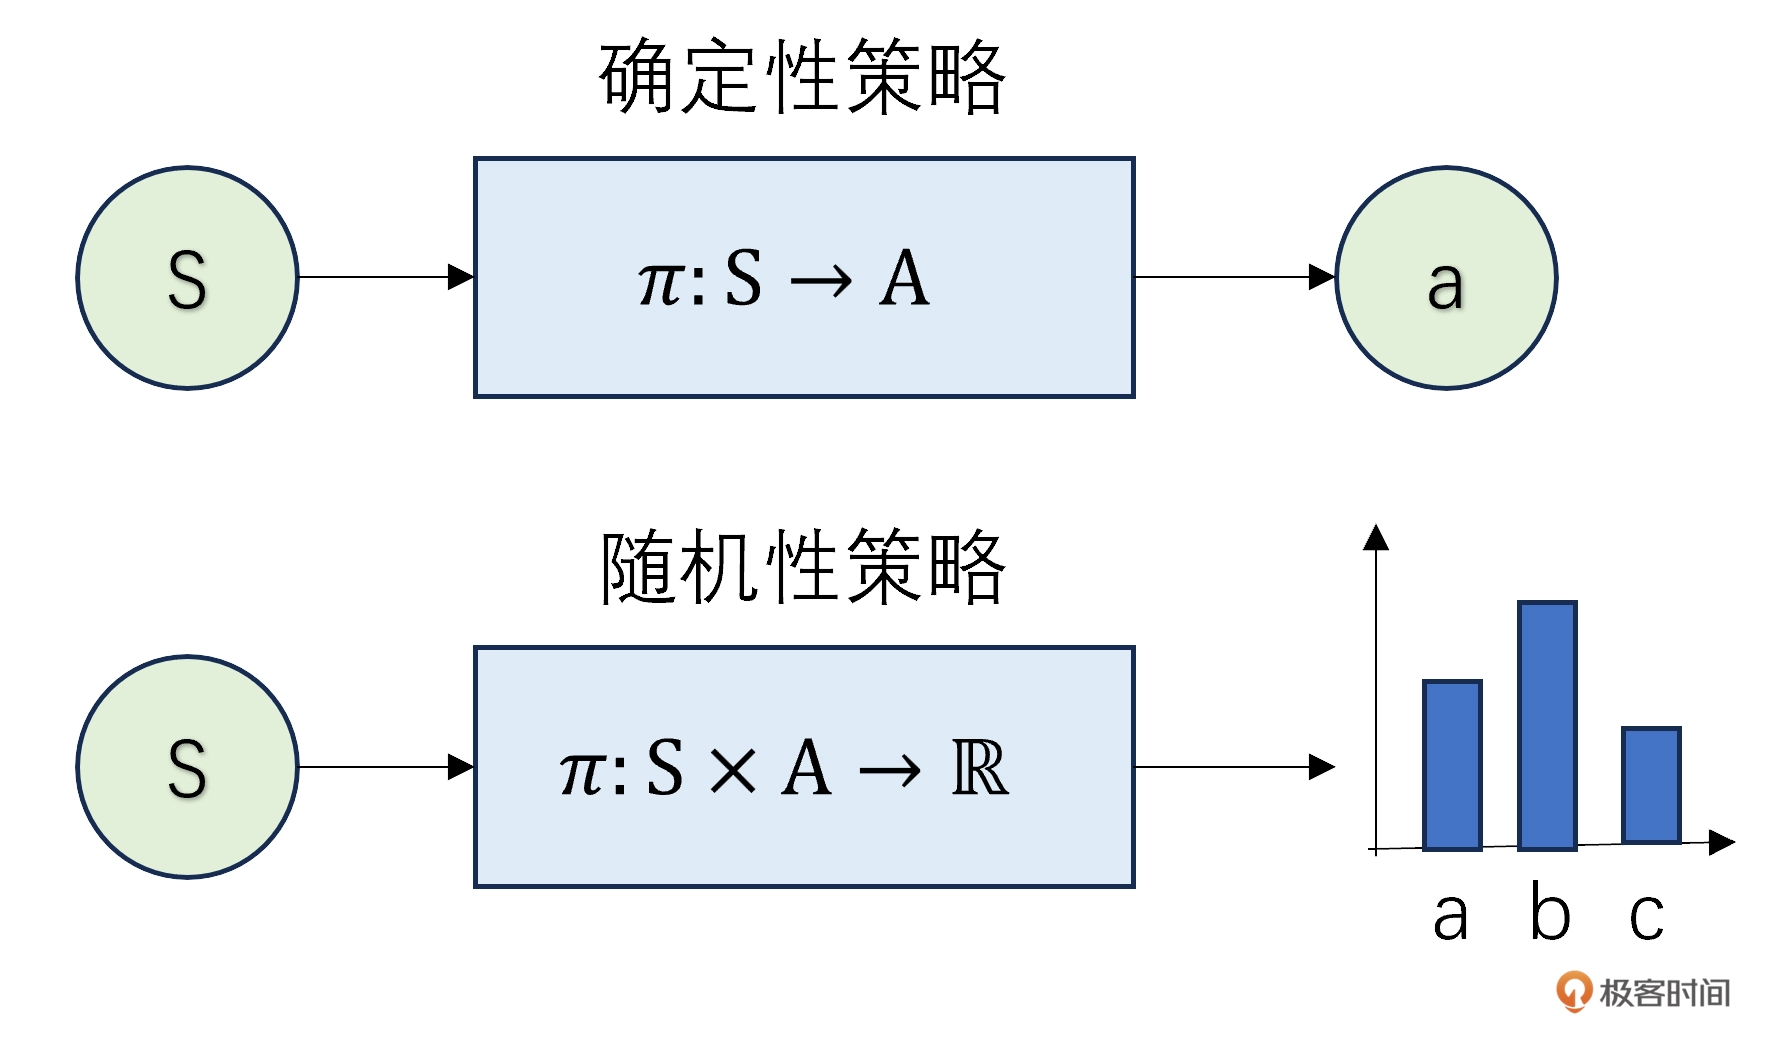 确定性策略
S
π: S → A
a
随机性策略
S
π: S × A → ℝ
a b c
极客时间